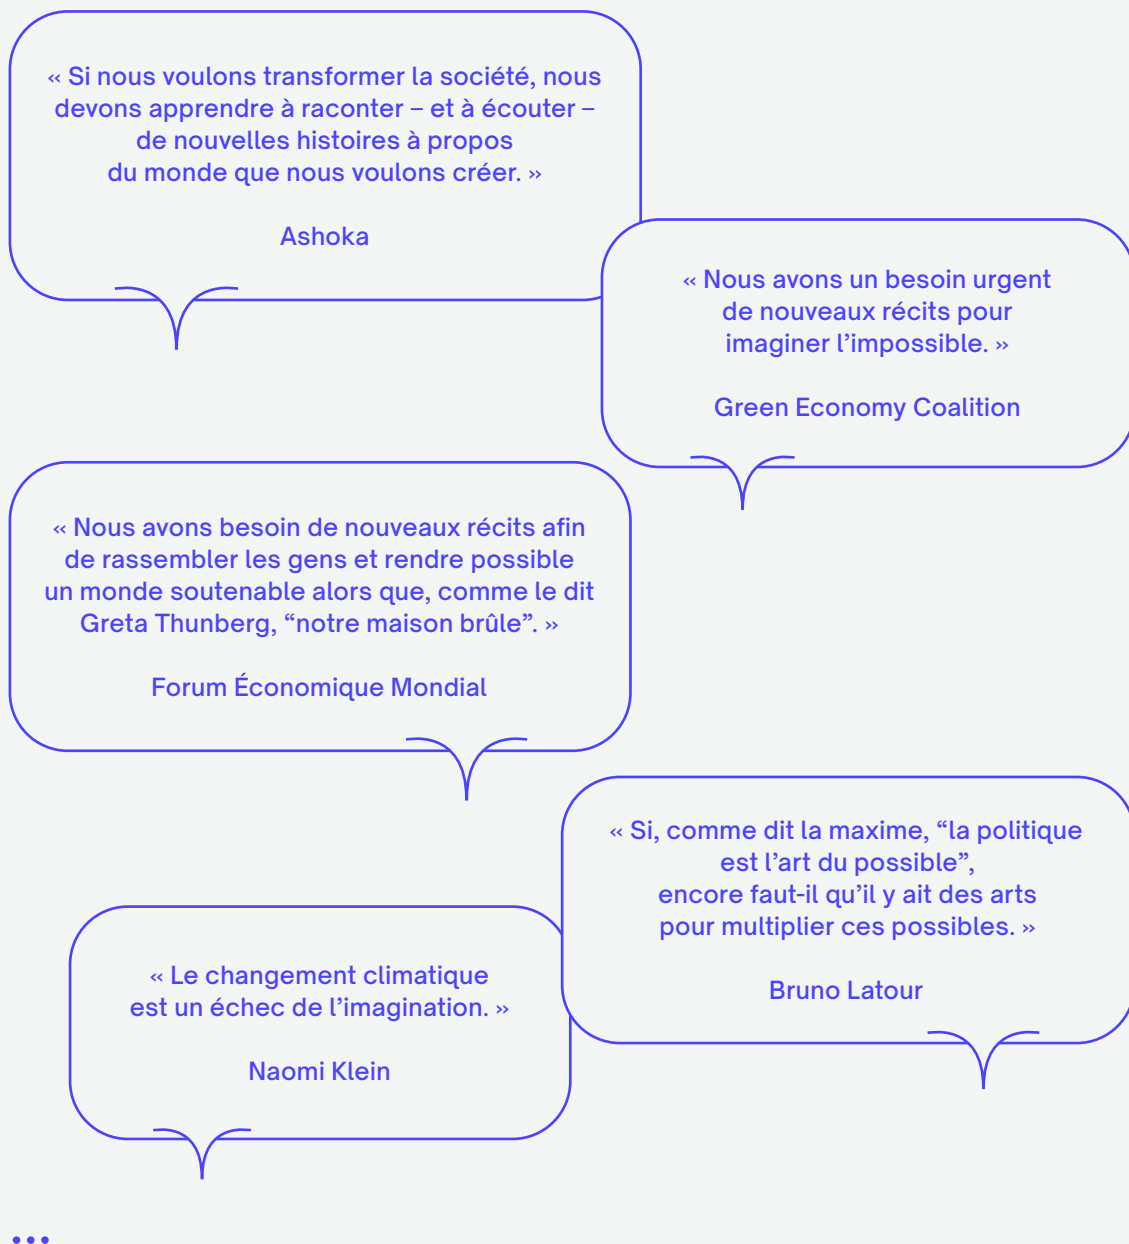 « Si nous voulons transformer la société, nous
devons apprendre à raconter – et à écouter –
de nouvelles histoires à propos
du monde que nous voulons créer. »
Ashoka
« Nous avons un besoin urgent
de nouveaux récits pour
imaginer l’impossible. »
Green Economy Coalition
« Nous avons besoin de nouveaux récits afin
de rassembler les gens et rendre possible
un monde soutenable alors que, comme le dit
Greta Thunberg, “notre maison brûle”. »
Forum Économique Mondial
« Si, comme dit la maxime, “la politique
est l’art du possible”,
encore faut-il qu’il y ait des arts
pour multiplier ces possibles. »
Bruno Latour
« Le changement climatique
est un échec de l’imagination. »
Naomi Klein
...